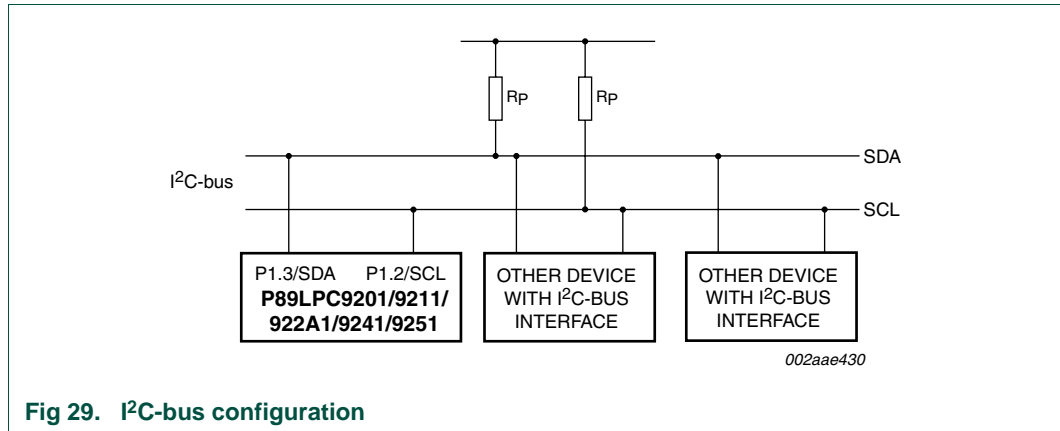 RP RP
SDA
I2C-bus
SCL
P1.3/SDA P1.2/SCL
P89LPC9201/9211/
922A1/9241/9251
OTHER DEVICE
WITH I2C-BUS
INTERFACE
OTHER DEVICE
WITH I2C-BUS
INTERFACE
002aae430
Fig 29. I2C-bus configuration